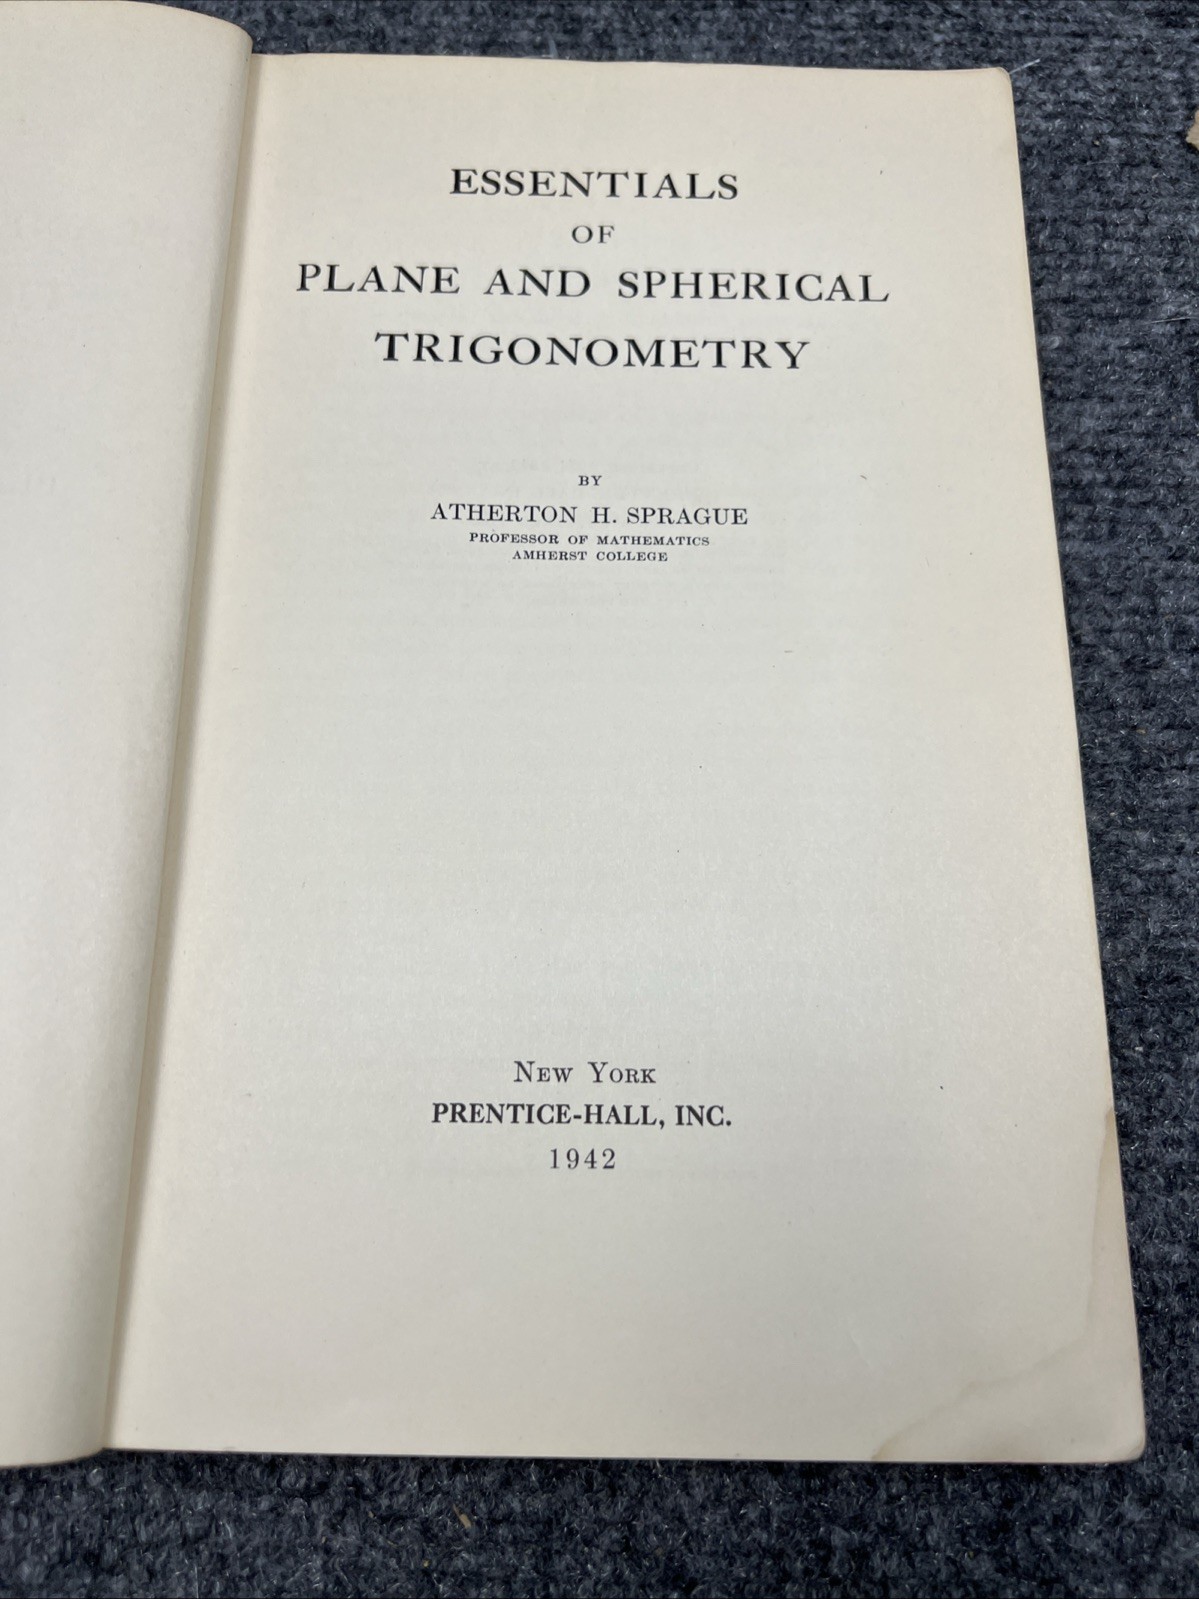 ESSENTIALS
OF
PLANE AND SPHERICAL
TRIGONOMETRY
BY
ATHERTON H. SPRAGUE
PROFESSOR OF MATHEMATICS
AMHERST COLLEGE
NEW YORK
PRENTICE-HALL, INC.
1942